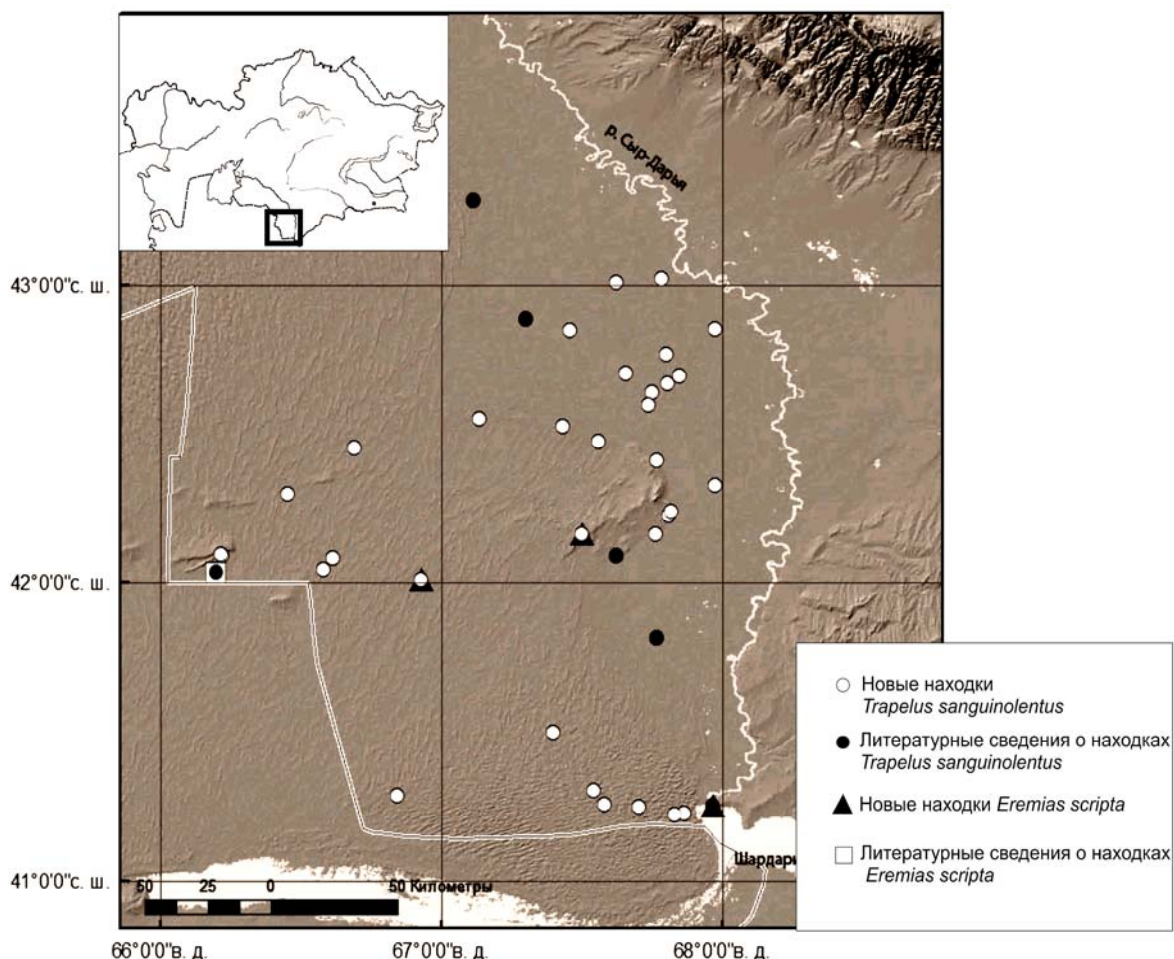 р. Сыр-Дарья
43°0'0"с. ш.
42°0'0"с. ш.
41°0'0"с. ш.
Шардары
50 25 0 50 Километры
66°0'0"в. д. 67°0'0"в. д. 68°0'0"в. д.
Новые находки
Trapelus sanguinolentus
Литературные сведения о находках
Trapelus sanguinolentus
Новые находки Eremias scripta
Литературные сведения о находках
Eremias scripta